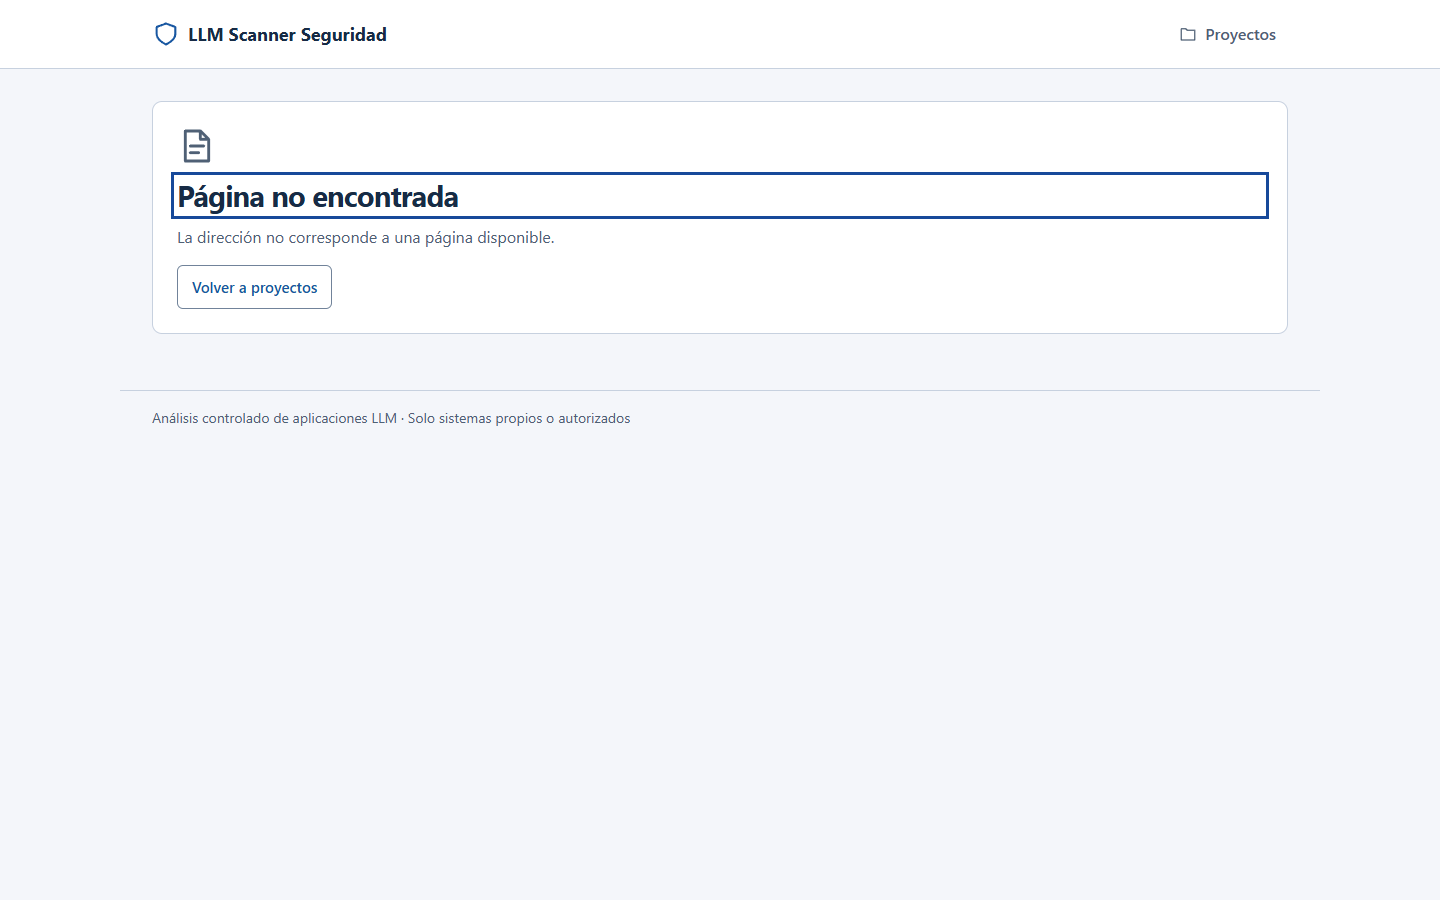 LLM Scanner Seguridad
Proyectos
Página no encontrada
La dirección no corresponde a una página disponible.
Volver a proyectos
Análisis controlado de aplicaciones LLM · Solo sistemas propios o autorizados